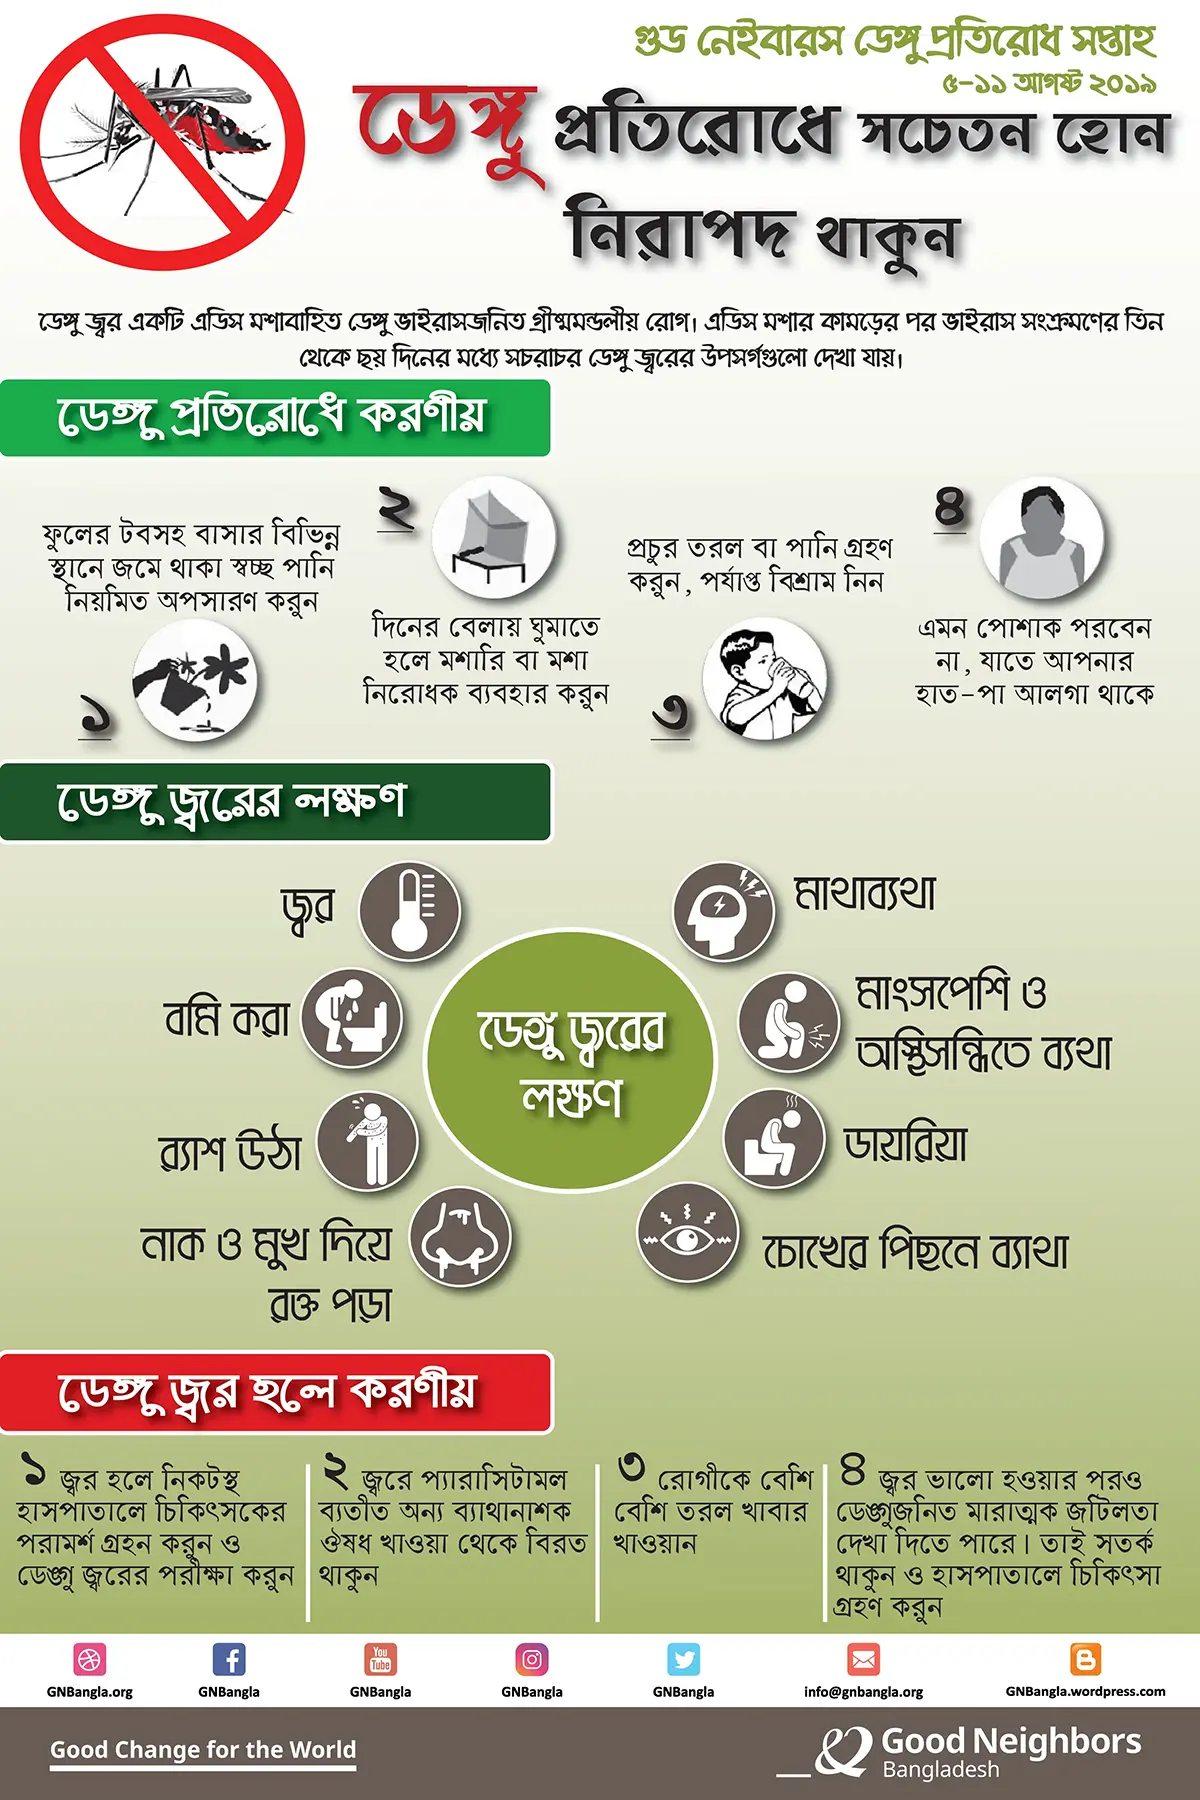 গুড নেইবারস ডেঙ্গু প্রতিরোধ সপ্তাহ
৫-১১ আগষ্ট ২০১৯
ডেঙ্গু প্রতিরোধে সচেতন হোন
নিরাপদ থাকুন
ডেঙ্গু জ্বর একটি এডিস মশাবাহিত ডেঙ্গু ভাইরাসজনিত গ্রীষ্মমন্ডলীয় রোগ। এডিস মশার কামড়ের পর ভাইরাস সংক্রমণের তিন
থেকে ছয় দিনের মধ্যে সচরাচর ডেঙ্গু জ্বরের উপসর্গগুলো দেখা যায়।
ডেঙ্গু প্রতিরোধে করণীয়
ফুলের টবসহ বাসার বিভিন্ন
স্থানে জমে থাকা স্বচ্ছ পানি
নিয়মিত অপসারণ করুন
১
২
দিনের বেলায় ঘুমাতে
হলে মশারি বা মশা
নিরোধক ব্যবহার করুন
প্রচুর তরল বা পানি গ্রহণ
করুন, পর্যাপ্ত বিশ্রাম নিন
৩
৪
এমন পোশাক পরবেন
না, যাতে আপনার
হাত-পা আলগা থাকে
ডেঙ্গু জ্বরের লক্ষণ
জ্বর
বমি করা
র‍্যাশ উঠা
নাক ও মুখ দিয়ে
রক্ত পড়া
ডেঙ্গু জ্বরের
লক্ষণ
মাথাব্যথা
মাংসপেশি ও
অস্থিসন্ধিতে ব্যথা
ডায়রিয়া
চোখের পিছনে ব্যাথা
ডেঙ্গু জ্বর হলে করণীয়
১ জ্বর হলে নিকটস্থ
হাসপাতালে চিকিৎসকের
পরামর্শ গ্রহন করুন ও
ডেঙ্গু জ্বরের পরীক্ষা করুন
২ জ্বরে প্যারাসিটামল
ব্যতীত অন্য ব্যাথানাশক
ঔষধ খাওয়া থেকে বিরত
থাকুন
৩ রোগীকে বেশি
বেশি তরল খাবার
খাওয়ান
৪ জ্বর ভালো হওয়ার পরও
ডেঙ্গুজনিত মারাত্মক জটিলতা
দেখা দিতে পারে। তাই সতর্ক
থাকুন ও হাসপাতালে চিকিৎসা
গ্রহণ করুন
You
Tube
GNBangla.org
GNBangla
GNBangla
GNBangla
GNBangla
info@gnbangla.org
GNBangla.wordpress.com
Good Change for the World
Good Neighbors
Bangladesh